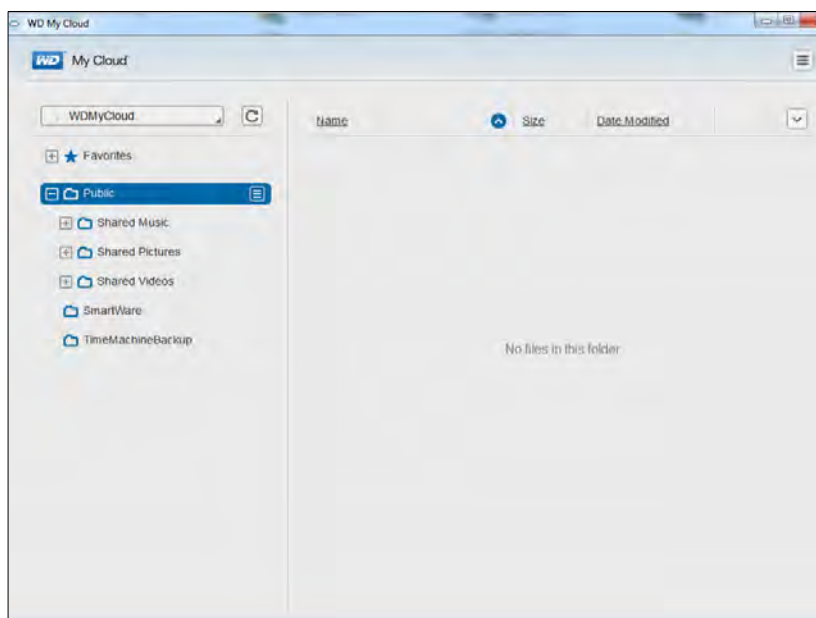 WD My Cloud
WD My Cloud
WDMyCloud
Name Size Date Modified
Favorites
Public
Shared Music
Shared Pictures
Shared Videos
SmartWare
TimeMachineBackup
No files in this folder